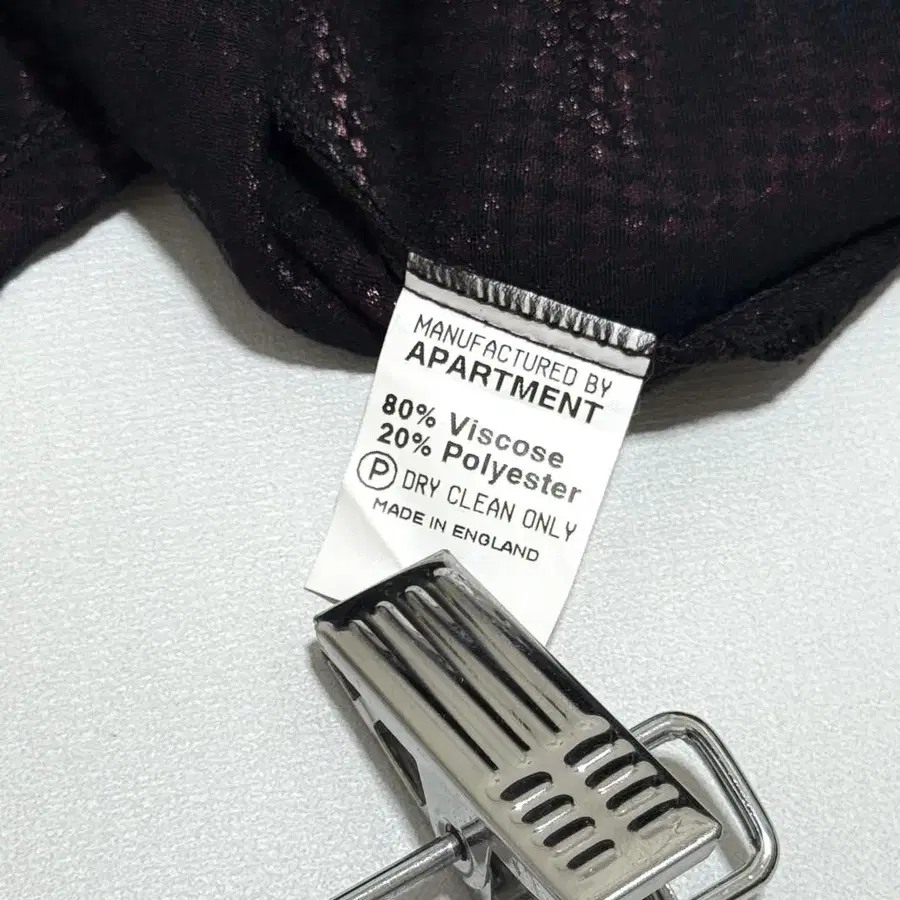 MANUFACTURED BY
APARTMENT
80% Viscose
20% Polyester
Ⓟ DRY CLEAN ONLY
MADE IN ENGLAND